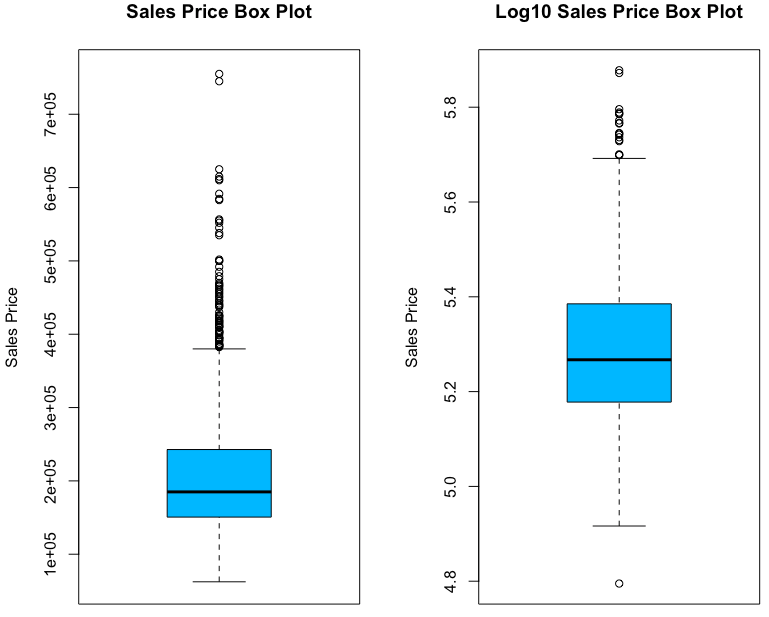 Sales Price Box Plot
Sales Price
7e+05
6e+05
5e+05
4e+05
3e+05
2e+05
1e+05
Log10 Sales Price Box Plot
Sales Price
5.8
5.6
5.4
5.2
5.0
4.8